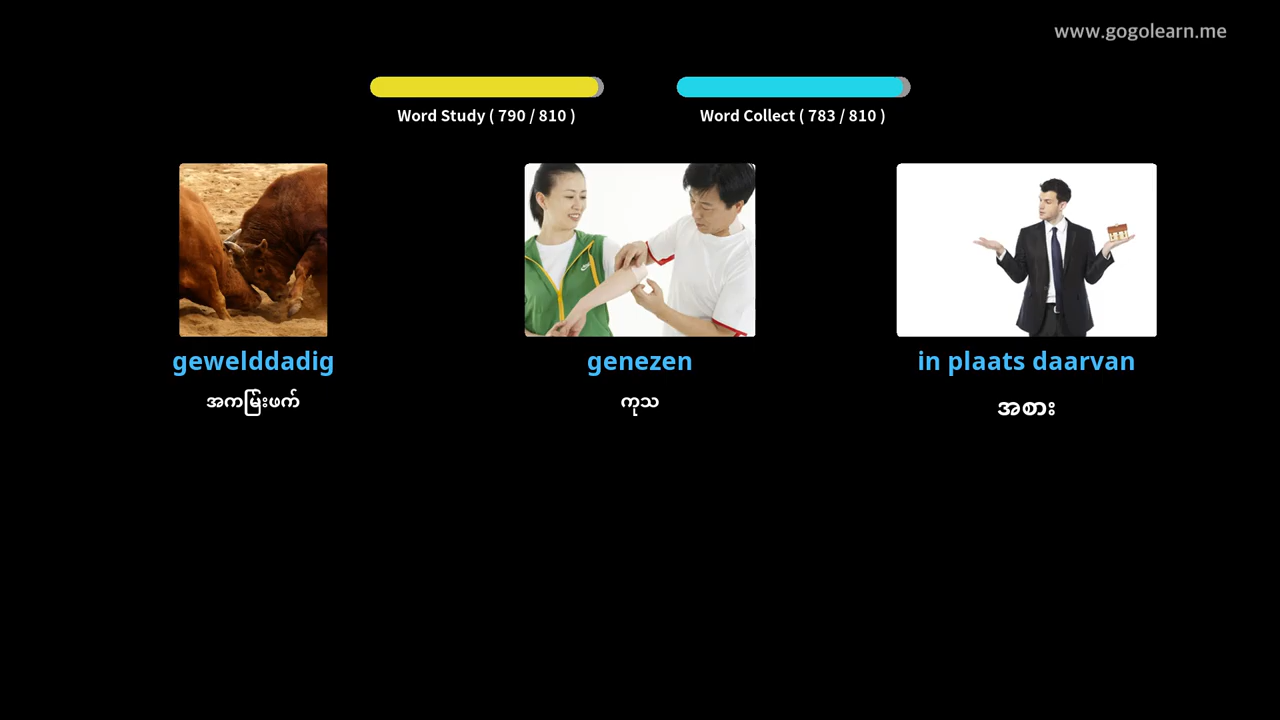 www.gogolearn.me
Word Study ( 790 / 810 )
Word Collect ( 783 / 810 )
gewelddadig
genezen
in plaats daarvan
အကမြ်းဖက်
ကုသ
အစား